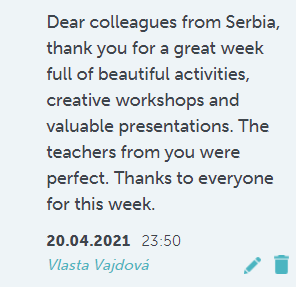 Dear colleagues from Serbia,
thank you for a great week
full of beautiful activities,
creative workshops and
valuable presentations. The
teachers from you were
perfect. Thanks to everyone
for this week.
20.04.2021 23:50
Vlasta Vajdová